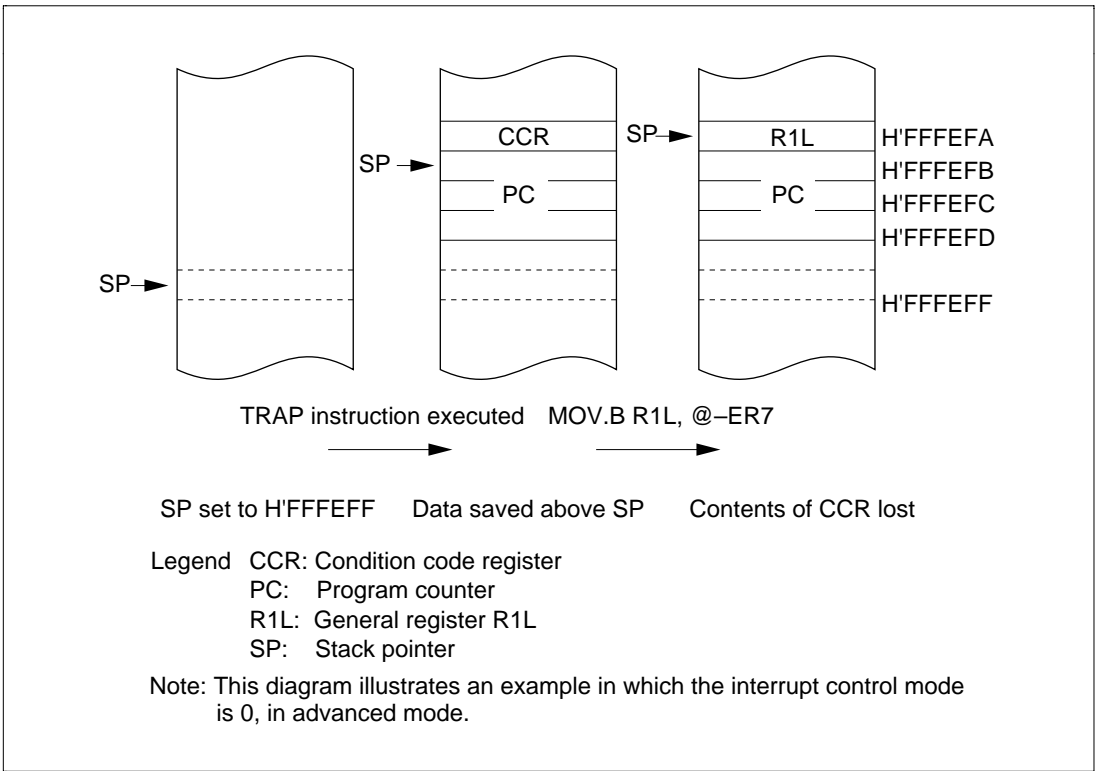 CCR
SP
R1L
H'FFFEFA
SP
H'FFFEFB
PC
PC
H'FFFEFC
H'FFFEFD
SP
H'FFFEFF
TRAP instruction executed
MOV.B R1L, @–ER7
SP set to H'FFFEFF
Data saved above SP
Contents of CCR lost
Legend CCR: Condition code register
PC: Program counter
R1L: General register R1L
SP: Stack pointer
Note: This diagram illustrates an example in which the interrupt control mode
is 0, in advanced mode.